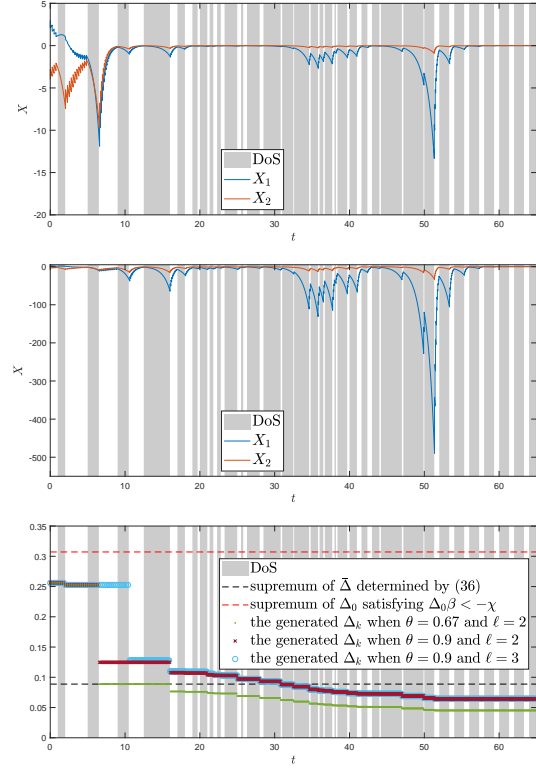 5
0
-5
X
-10
-15
-20
DoS
X₁
X₂
0 10 20 30 40 50 60
t
0
-100
-200
X
-300
-400
-500
DoS
X₁
X₂
0 10 20 30 40 50 60
t
0.35
0.3
0.25
0.2
0.15
0.1
0.05
0
DoS
supremum of Δ̄ determined by (36)
supremum of Δ₀ satisfying Δ₀β < −χ
the generated Δₖ when θ = 0.67 and ℓ = 2
the generated Δₖ when θ = 0.9 and ℓ = 2
the generated Δₖ when θ = 0.9 and ℓ = 3
0 10 20 30 40 50 60
t